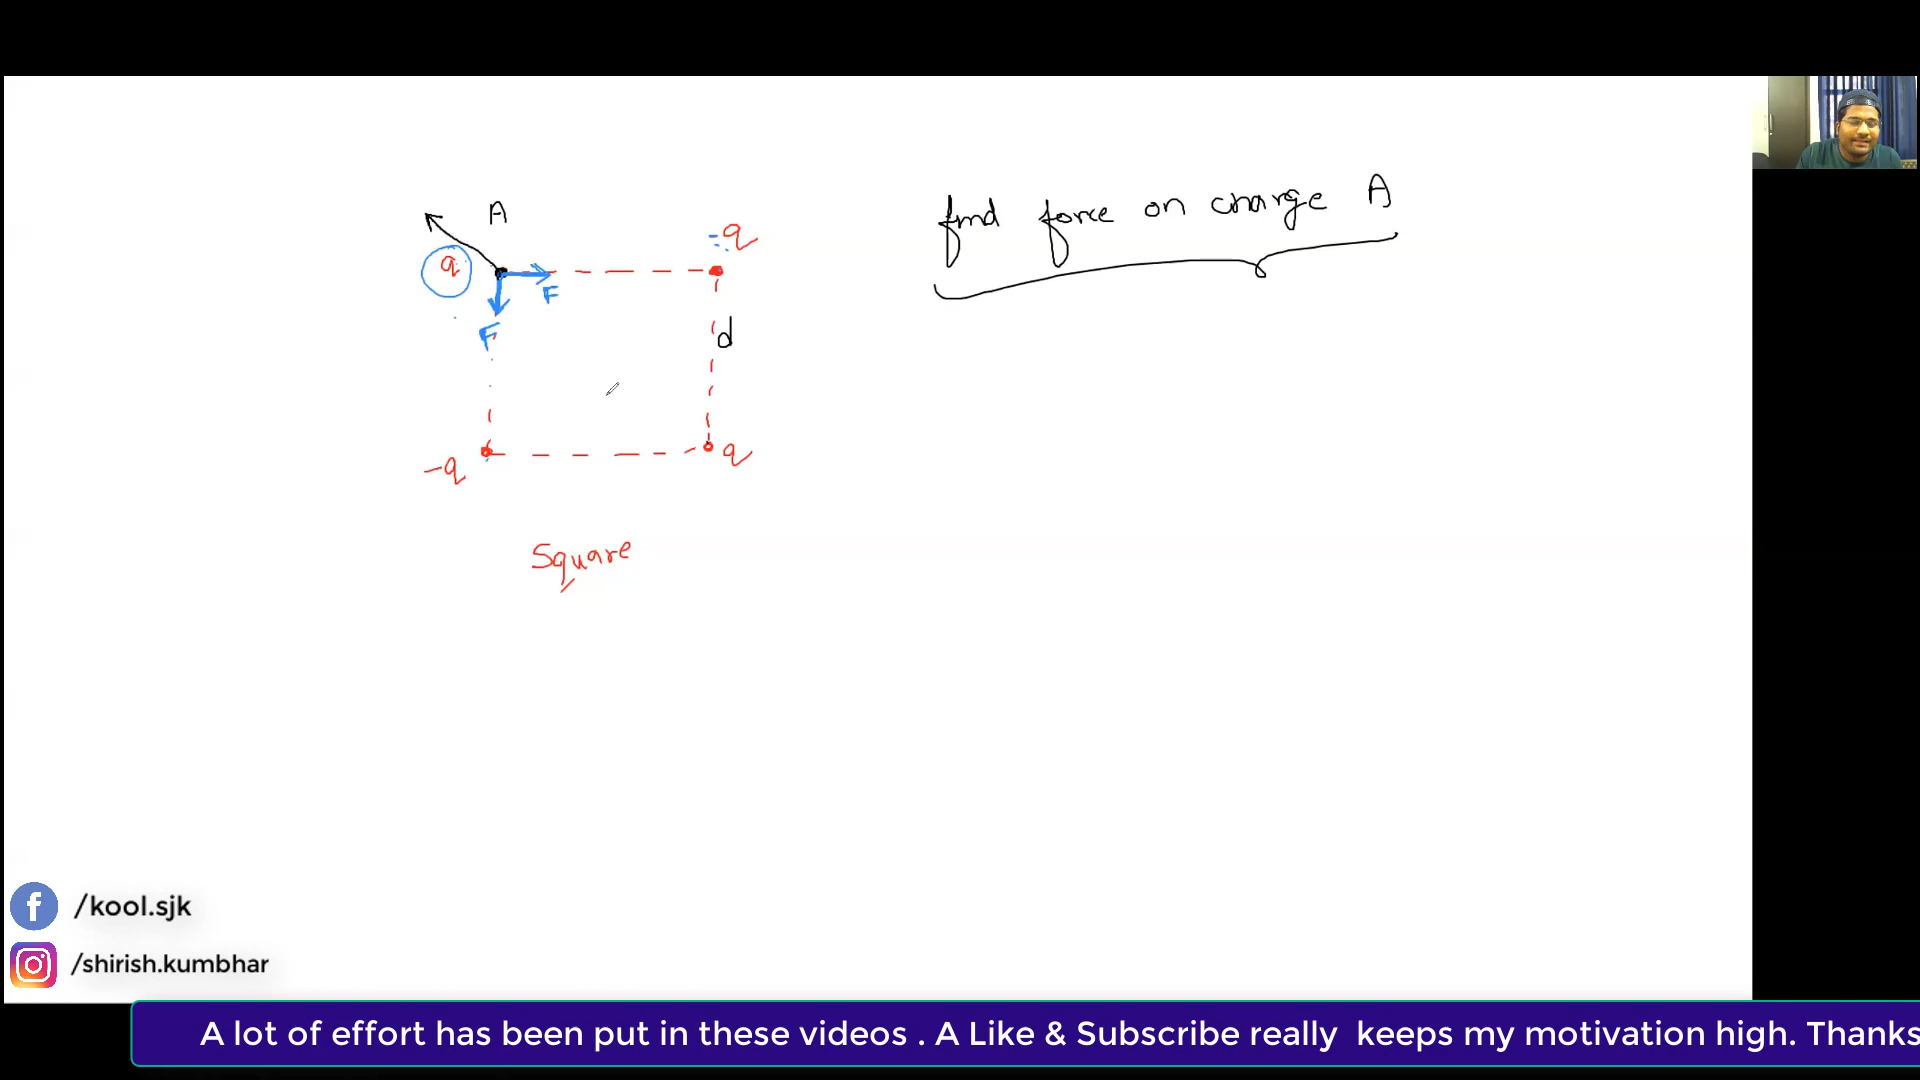 find force on charge A
A
-q
q
F
F
d
-q
q
Square
/kool.sjk
/shirish.kumbhar
A lot of effort has been put in these videos . A Like & Subscribe really keeps my motivation high. Thanks